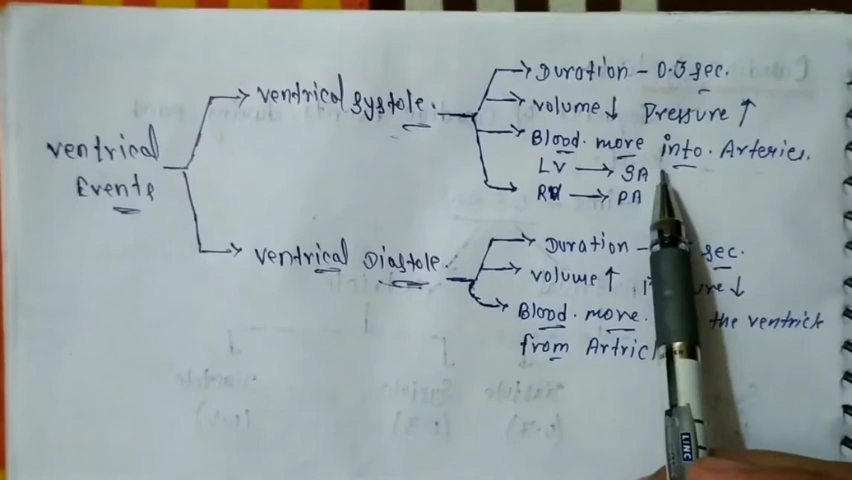 ventrical Events
ventrical systole.
Duration – 0.3 sec.
volume ↓ Pressure ↑
Blood. more into. Arteries.
LV → SA
RV → PA
ventrical Diastole.
Duration – sec.
volume ↑ ↓
Blood. more. the ventrick
from
LINC